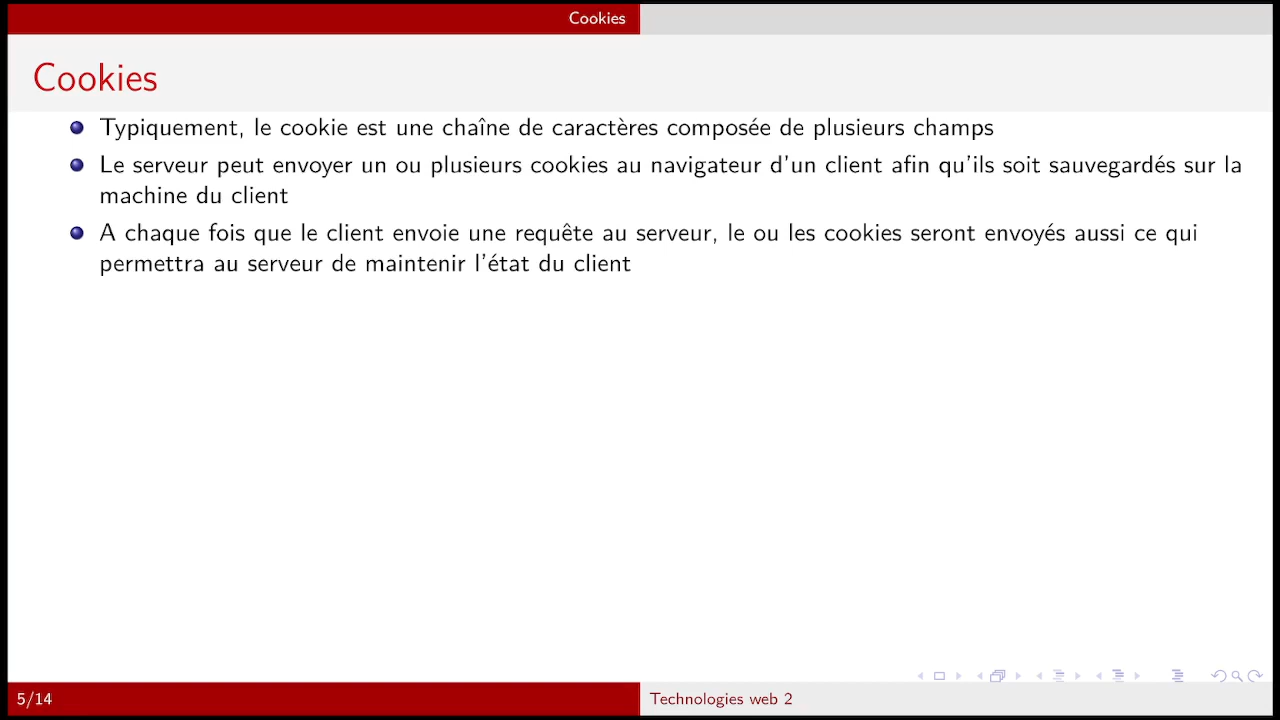 Cookies
Cookies
Typiquement, le cookie est une chaîne de caractères composée de plusieurs champs
Le serveur peut envoyer un ou plusieurs cookies au navigateur d'un client afin qu'ils soit sauvegardés sur la
machine du client
A chaque fois que le client envoie une requête au serveur, le ou les cookies seront envoyés aussi ce qui
permettra au serveur de maintenir l'état du client
5/14
Technologies web 2